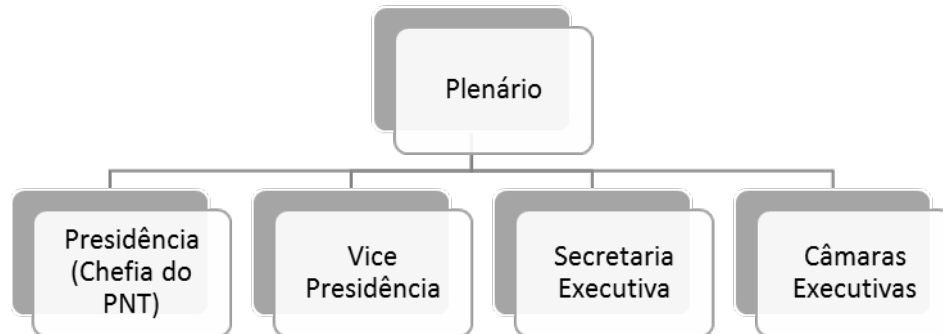 Plenário
Presidência
(Chefia do
PNT)
Vice
Presidência
Secretaria
Executiva
Câmaras
Executivas